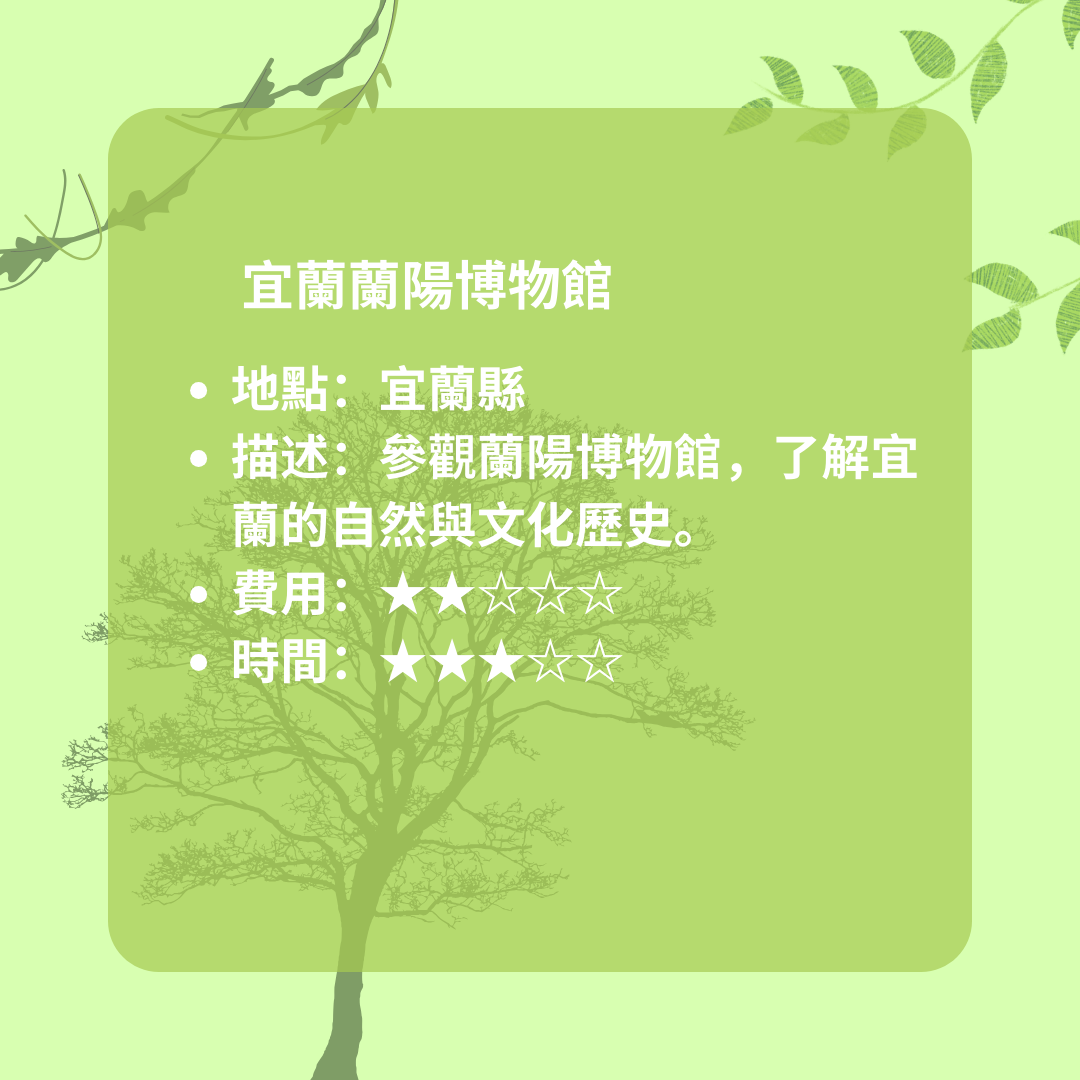 宜蘭蘭陽博物館
• 地點：宜蘭縣
• 描述：參觀蘭陽博物館，了解宜
蘭的自然與文化歷史。
• 費用：★★☆☆☆
• 時間：★★★☆☆